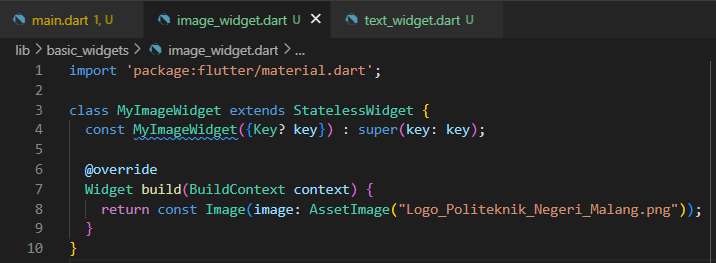 main.dart 1, U image_widget.dart U × text_widget.dart U
lib > basic_widgets > image_widget.dart > ...
1 import 'package:flutter/material.dart';
2
3 class MyImageWidget extends StatelessWidget {
4   const MyImageWidget({Key? key}) : super(key: key);
5
6   @override
7   Widget build(BuildContext context) {
8     return const Image(image: AssetImage("Logo_Politeknik_Negeri_Malang.png"));
9   }
10 }